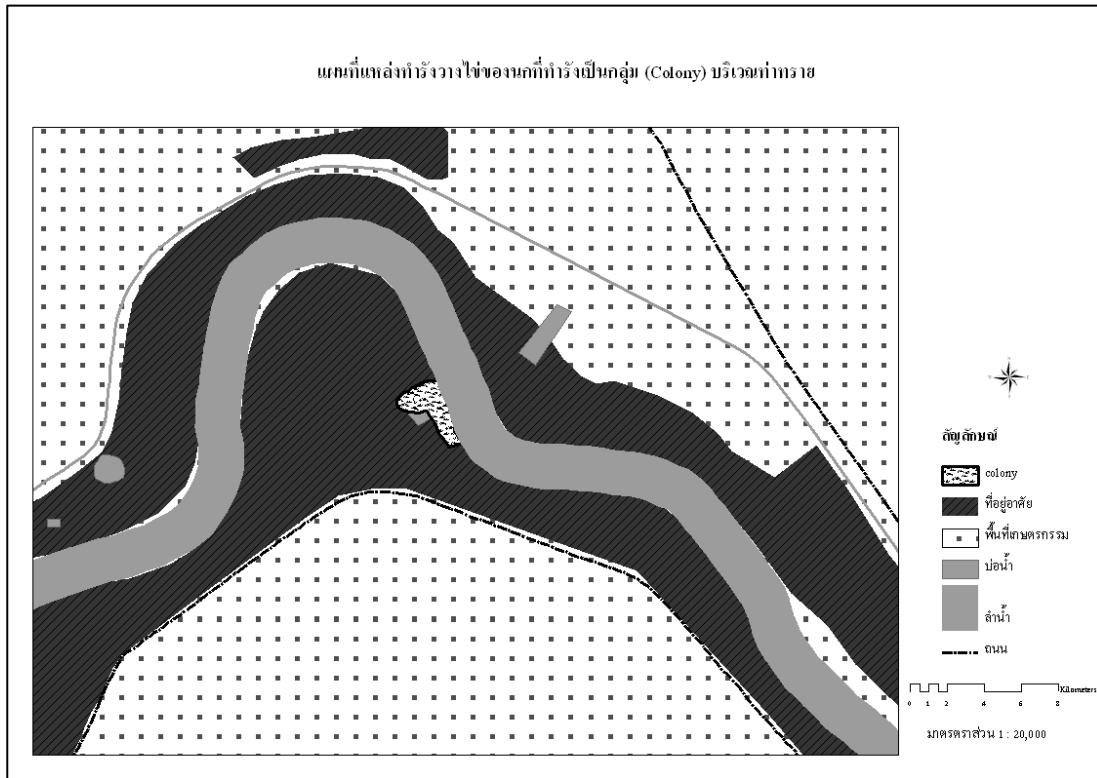 แผนที่แหล่งทำรังวางไข่ของนกที่ทำรังเป็นกลุ่ม (Colony) บริเวณท่าทราย
สัญลักษณ์
colony
ที่อยู่อาศัย
พื้นที่เกษตรกรรม
บ่อน้ำ
ลำน้ำ
ถนน
Kilometers
0 1 2 4 6 8
มาตรตราส่วน 1 : 20,000